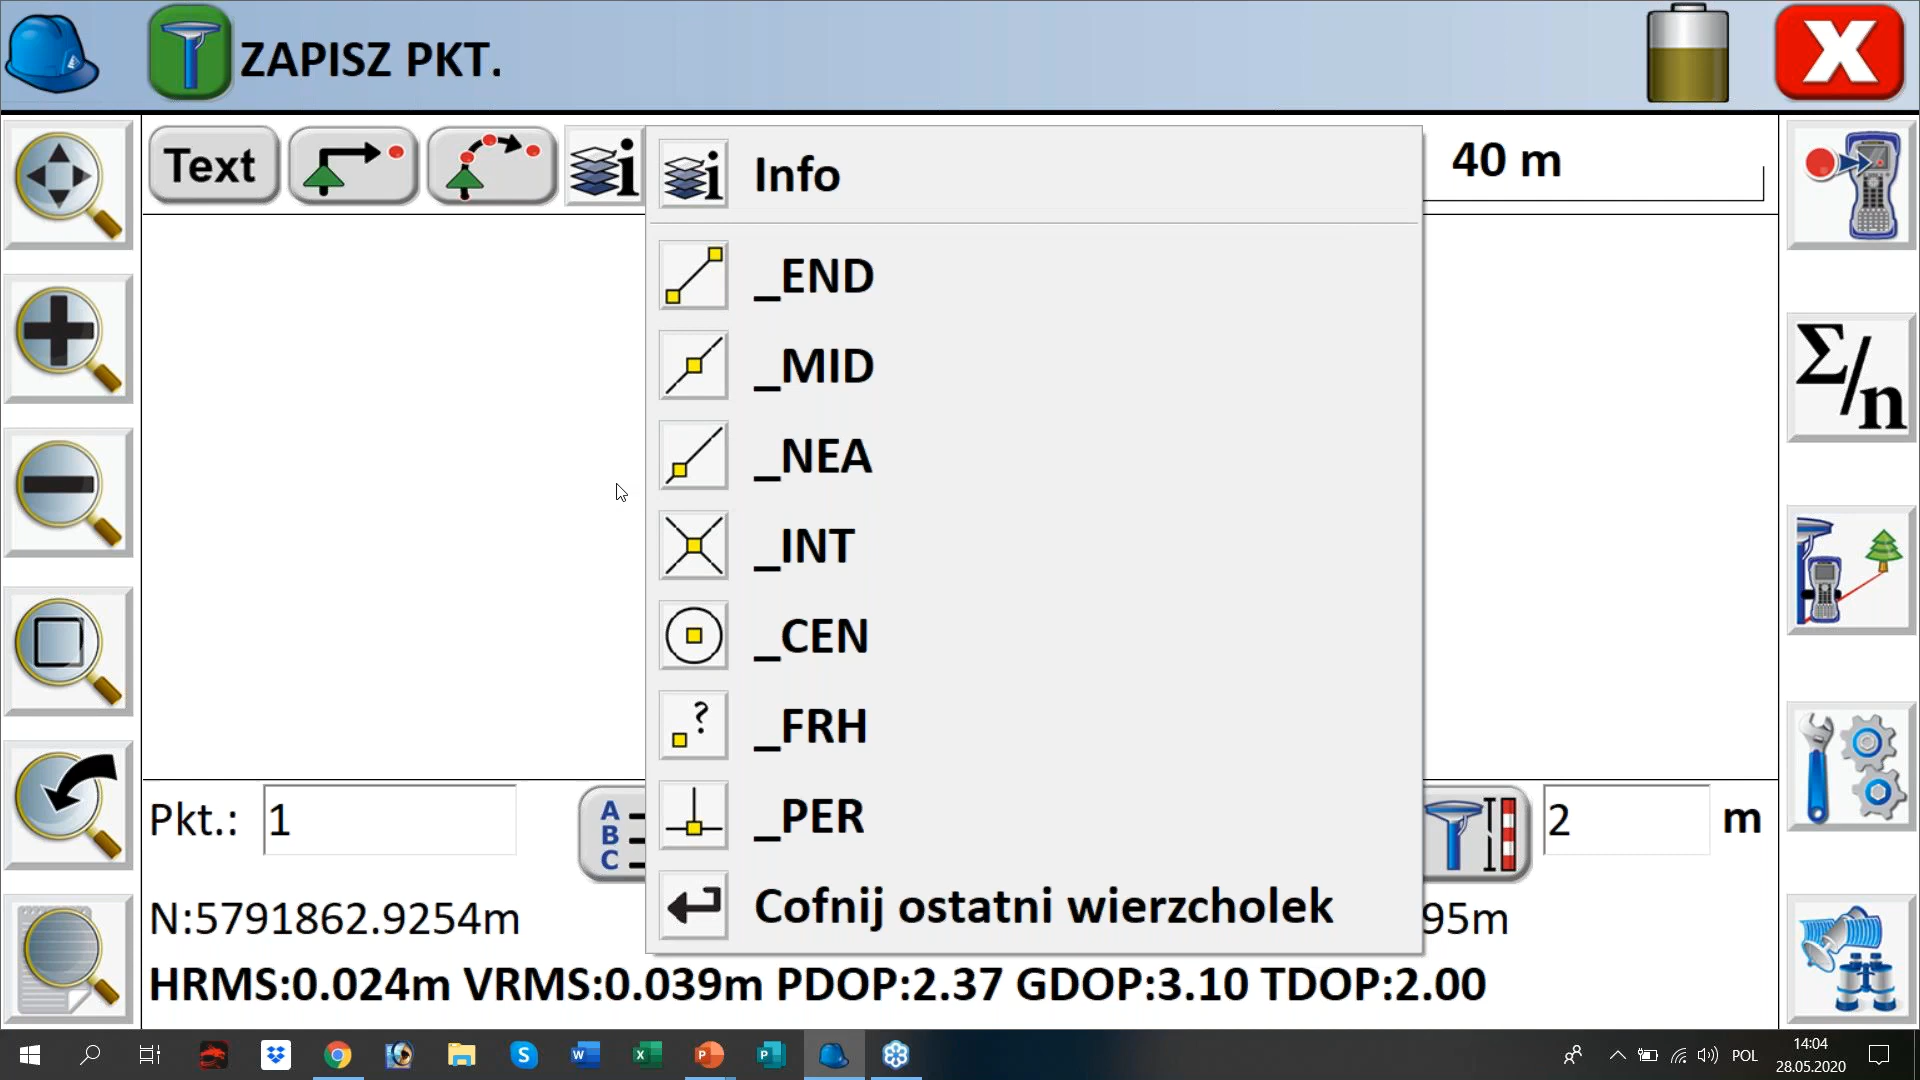 ZAPISZ PKT.
Text
Info
40 m
_END
_MID
_NEA
_INT
_CEN
_FRH
_PER
Cofnij ostatni wierzcholek
Σ/n
Pkt.: 1
A
B
C
2 m
N:5791862.9254m
95m
HRMS:0.024m VRMS:0.039m PDOP:2.37 GDOP:3.10 TDOP:2.00
POL
14:04
28.05.2020